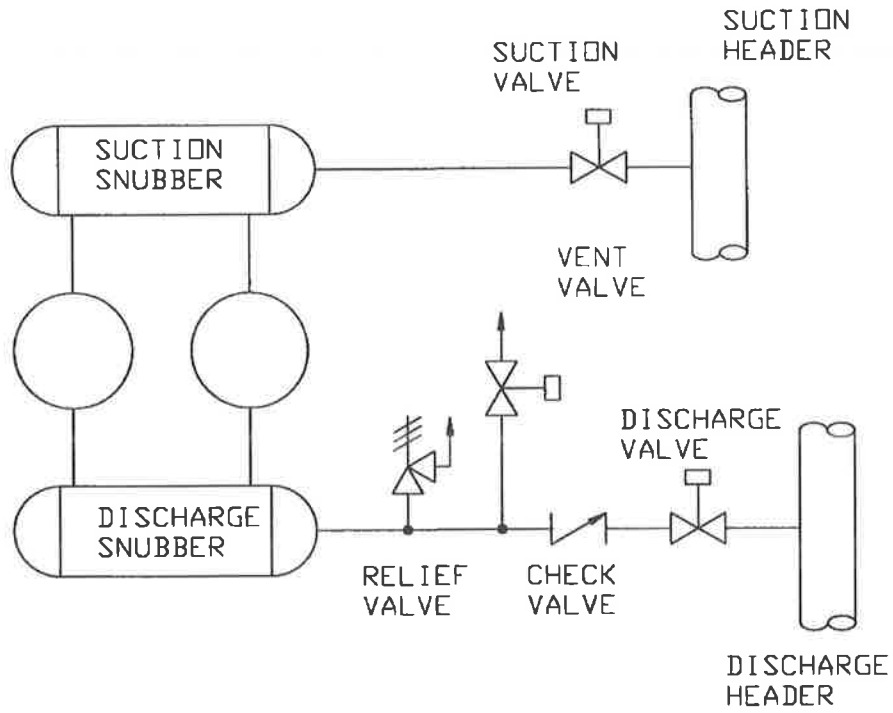 SUCTION
HEADER
SUCTION
VALVE
SUCTION
SNUBBER
VENT
VALVE
DISCHARGE
VALVE
DISCHARGE
SNUBBER
RELIEF
VALVE
CHECK
VALVE
DISCHARGE
HEADER